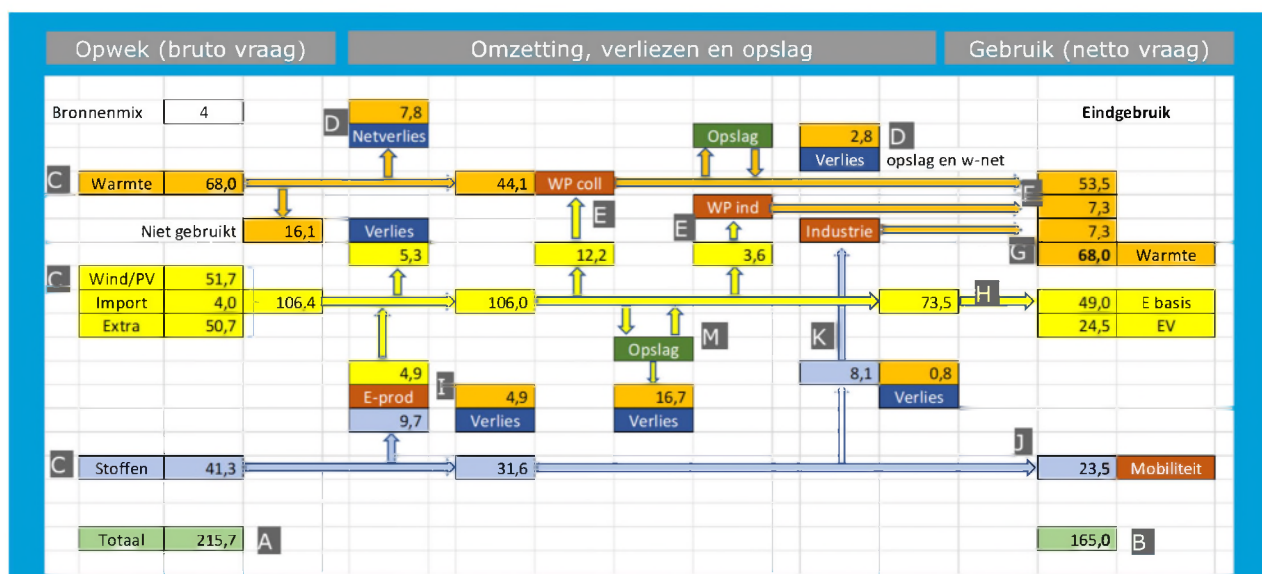 Opwek (bruto vraag) Omzetting, verliezen en opslag Gebruik (netto vraag)
Bronnenmix 4 D 7,8 Eindgebruik
Netverlies Opslag 2,8 D
Verlies opslag en w-net
C Warmte 68,0 44,1 WP coll 53,5
E WP ind E 7,3
Niet gebruikt 16,1 Verlies Industrie 7,3
5,3 12,2 3,6 G 68,0 Warmte
C Wind/PV 51,7
Import 4,0 106,4 106,0 73,5 H 49,0 E basis
Extra 50,7 24,5 EV
M K
Opslag
4,9 I 4,9 16,7 8,1 0,8
E-prod Verlies Verlies Verlies
9,7
J
C Stoffen 41,3 31,6 23,5 Mobiliteit
Totaal 215,7 A 165,0 B